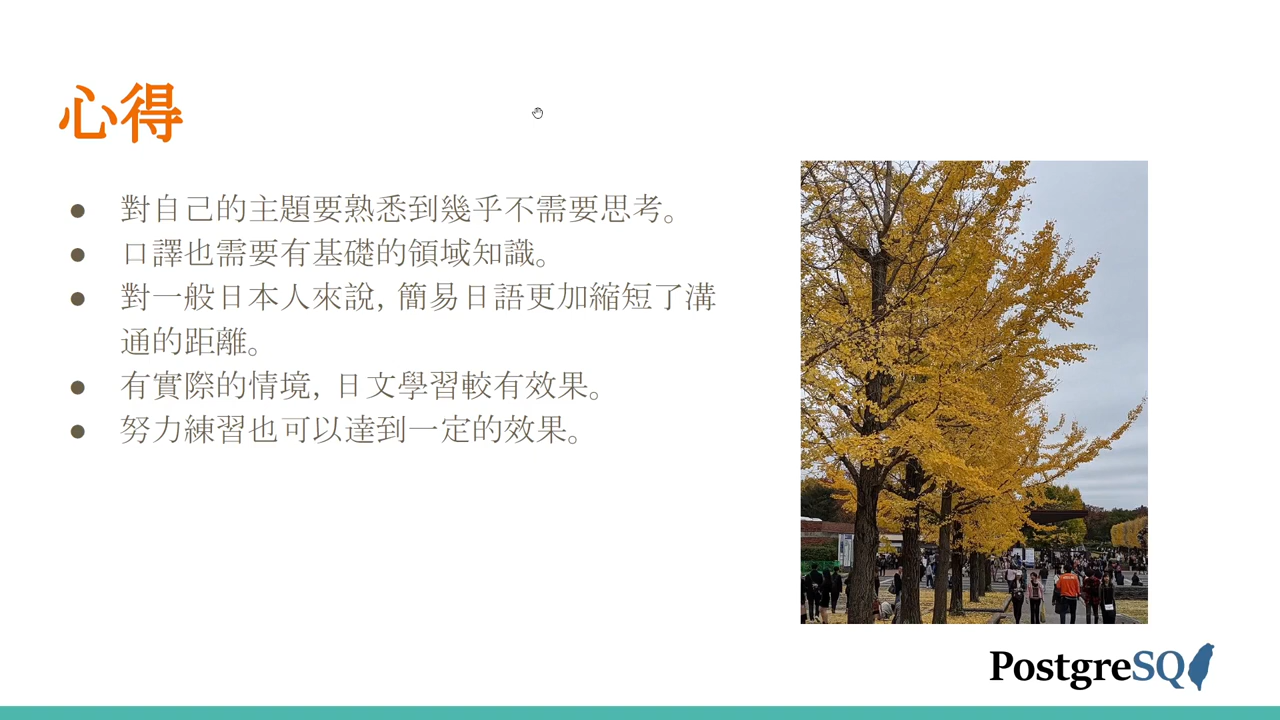 心得
● 對自己的主題要熟悉到幾乎不需要思考。
● 口譯也需要有基礎的領域知識。
● 對一般日本人來說，簡易日語更加縮短了溝
通的距離。
● 有實際的情境，日文學習較有效果。
● 努力練習也可以達到一定的效果。
PostgreSQ